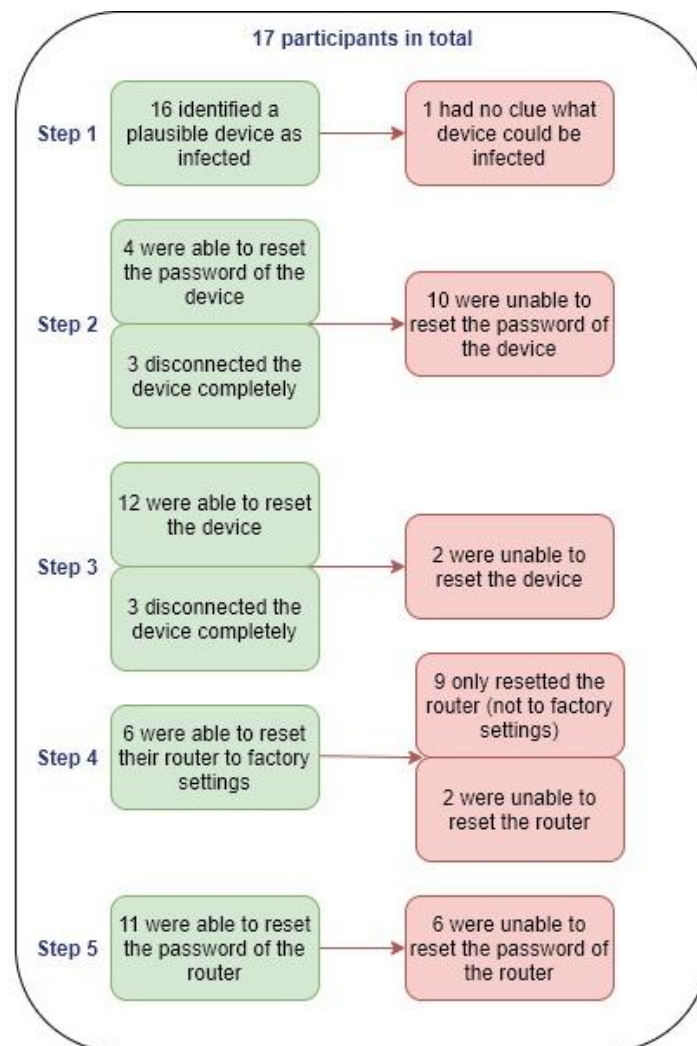 17 participants in total
Step 1
16 identified a
plausible device as
infected
1 had no clue what
device could be
infected
Step 2
4 were able to reset
the password of the
device
3 disconnected the
device completely
10 were unable to
reset the password of
the device
Step 3
12 were able to reset
the device
3 disconnected the
device completely
2 were unable to
reset the device
Step 4
6 were able to reset
their router to factory
settings
9 only resetted the
router (not to factory
settings)
2 were unable to
reset the router
Step 5
11 were able to reset
the password of the
router
6 were unable to
reset the password of
the router